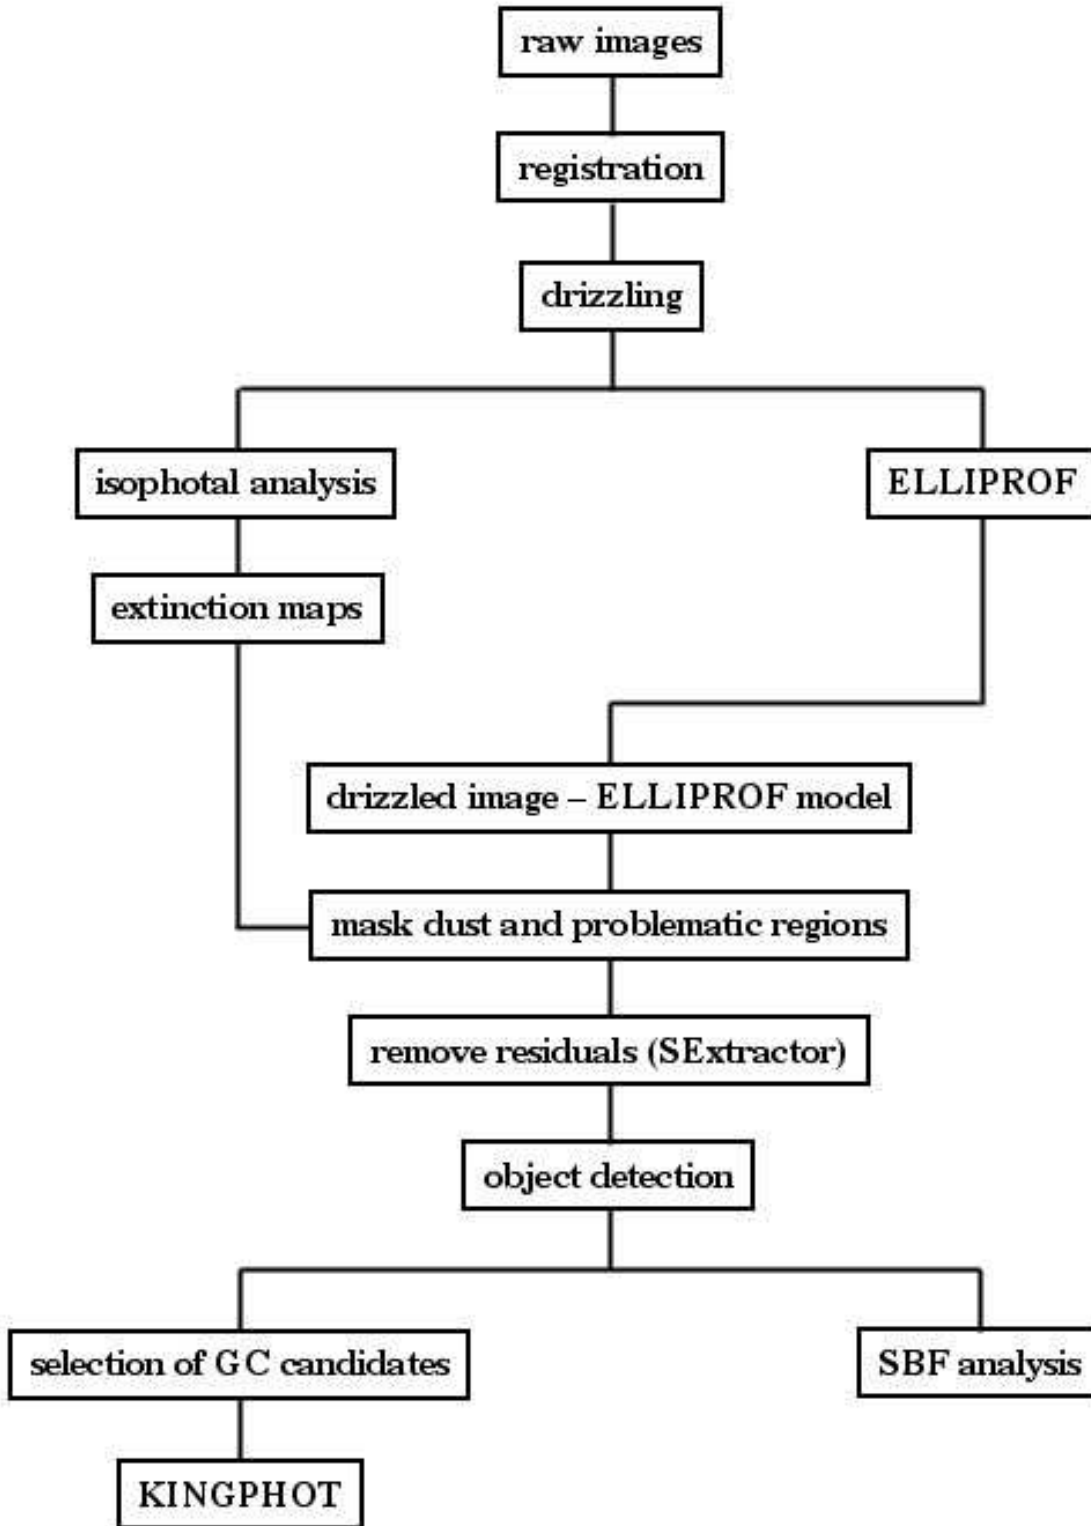 raw images
registration
drizzling
isophotal analysis
ELLIPROF
extinction maps
drizzled image – ELLIPROF model
mask dust and problematic regions
remove residuals (SExtractor)
object detection
selection of GC candidates
SBF analysis
KINGPHOT